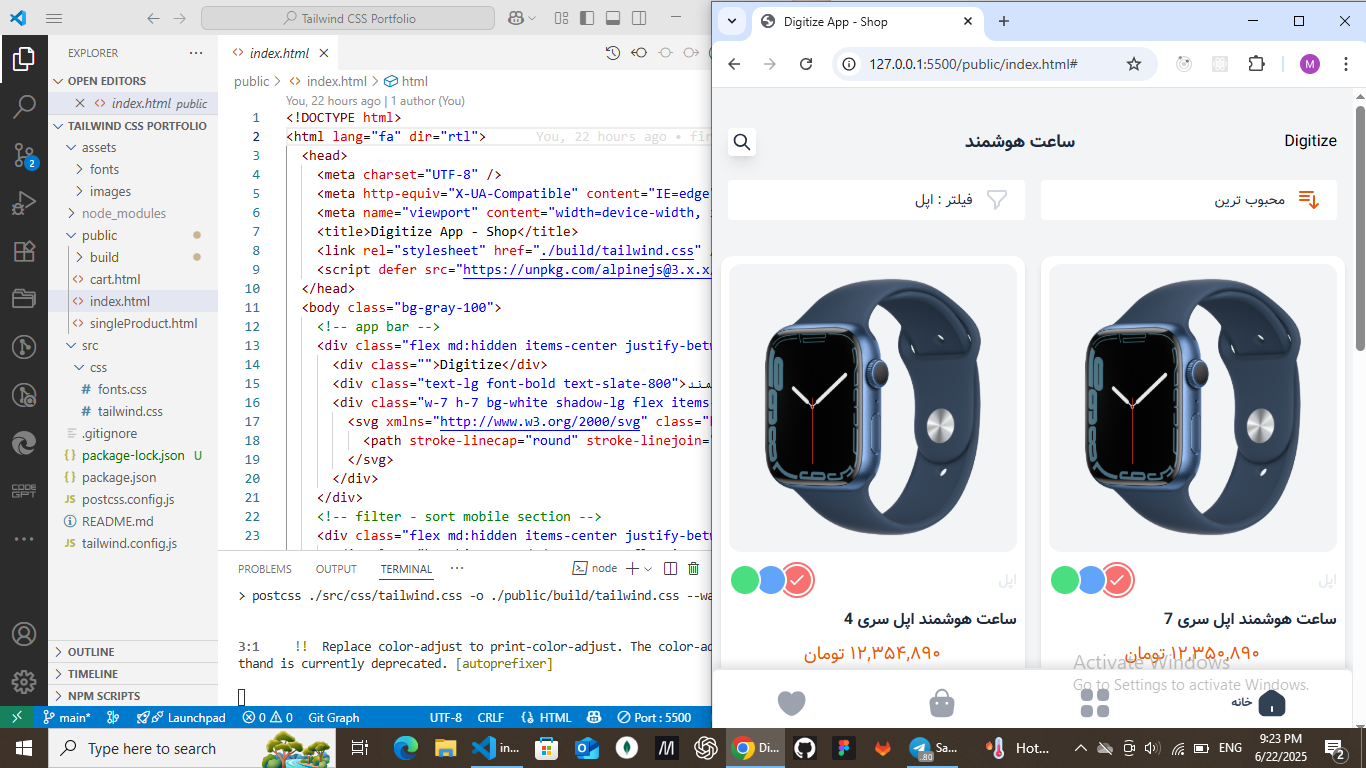 Tailwind CSS Portfolio
EXPLORER
OPEN EDITORS
index.html public
TAILWIND CSS PORTFOLIO
assets
fonts
images
node_modules
public
build
cart.html
index.html
singleProduct.html
src
css
fonts.css
tailwind.css
.gitignore
package-lock.json U
package.json
postcss.config.js
README.md
tailwind.config.js
OUTLINE
TIMELINE
NPM SCRIPTS
2
CODE
GPT
index.html
public > index.html > html
You, 22 hours ago | 1 author (You)
1 <!DOCTYPE html>
2 <html lang="fa" dir="rtl"> You, 22 hours ago • fir
3 <head>
4 <meta charset="UTF-8" />
5 <meta http-equiv="X-UA-Compatible" content="IE=edge"
6 <meta name="viewport" content="width=device-width,
7 <title>Digitize App - Shop</title>
8 <link rel="stylesheet" href="./build/tailwind.css" /
9 <script defer src="https://unpkg.com/alpinejs@3.x.x/
10 </head>
11 <body class="bg-gray-100">
12 <!-- app bar -->
13 <div class="flex md:hidden items-center justify-betw
14 <div class="">Digitize</div>
15 <div class="text-lg font-bold text-slate-800">
16 <div class="w-7 h-7 bg-white shadow-lg flex items
17 <svg xmlns="http://www.w3.org/2000/svg" class="h
18 <path stroke-linecap="round" stroke-linejoin="
19 </svg>
20 </div>
21 </div>
22 <!-- filter - sort mobile section -->
23 <div class="flex md:hidden items-center justify-betw
PROBLEMS OUTPUT TERMINAL
node
> postcss ./src/css/tailwind.css -o ./public/build/tailwind.css --wa
3:1 !! Replace color-adjust to print-color-adjust. The color-ad
thand is currently deprecated. [autoprefixer]
main* Launchpad 0 0 Git Graph UTF-8 CRLF HTML Port : 5500
Digitize App - Shop
127.0.0.1:5500/public/index.html#
M
Digitize
ساعت هوشمند
محبوب ترین
فیلتر : اپل
اپل
ساعت هوشمند اپل سری 7
۱۲,۳۵۰,۸۹۰ تومان
اپل
ساعت هوشمند اپل سری 4
۱۲,۳۵۴,۸۹۰ تومان
خانه
Activate Windows
Go to Settings to activate Windows.
Type here to search
in...
Di...
Sa...
80
Hot...
ENG
9:23 PM
6/22/2025
2